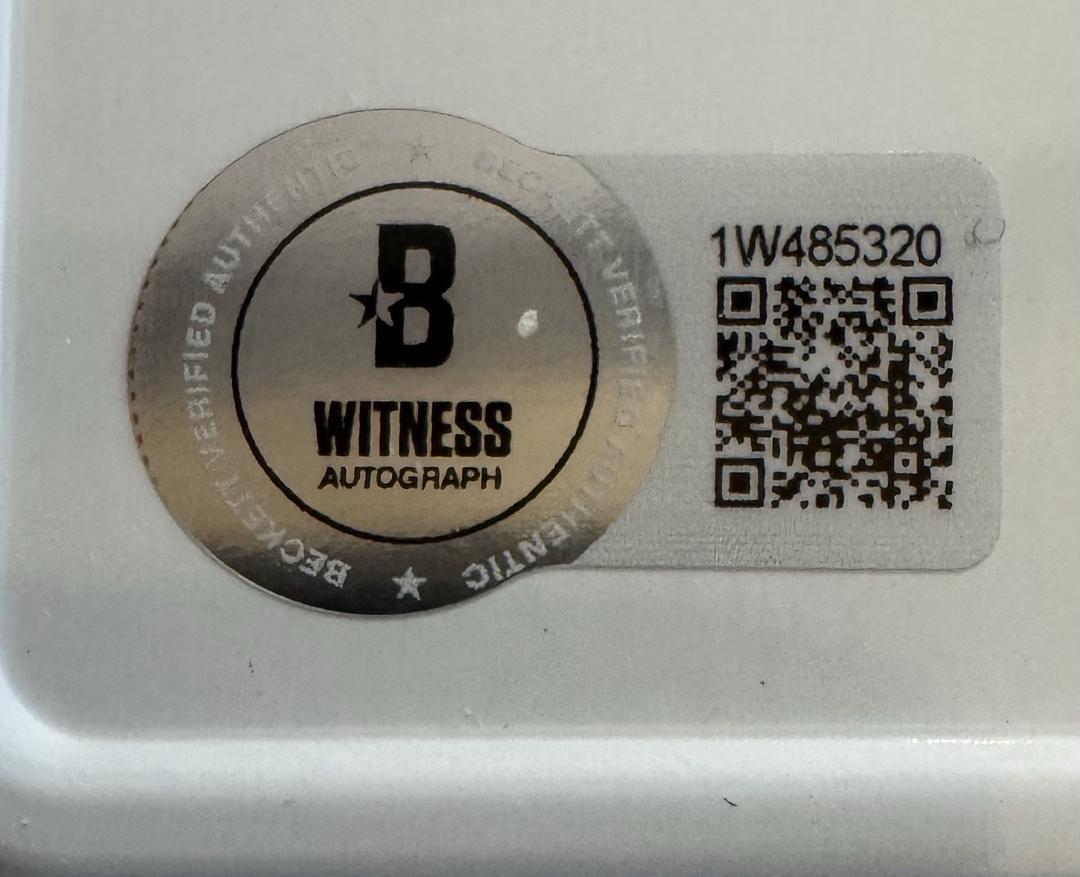 BECKETT VERIFIED AUTHENTIC ★ BECKETT VERIFIED AUTHENTIC ★
B
WITNESS
AUTOGRAPH
1W485320